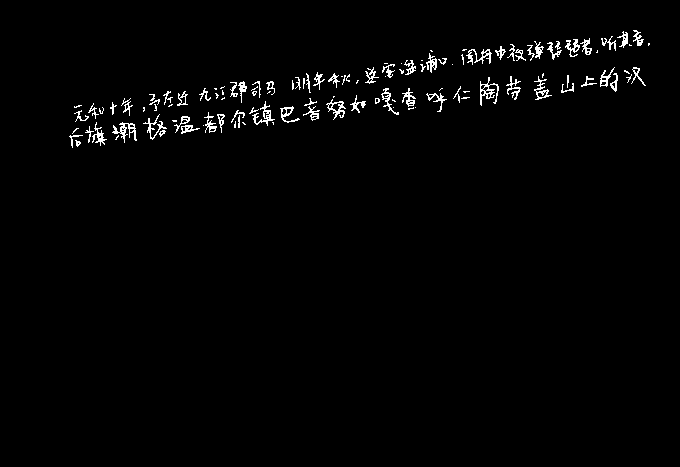 元和十年，予左迁九江郡司马 明年秋，送客湓浦口.闻舟中夜弹琵琶者，听其音，
后旗潮格温都尔镇巴音努如嘎查呼仁陶劳盖山上的汉